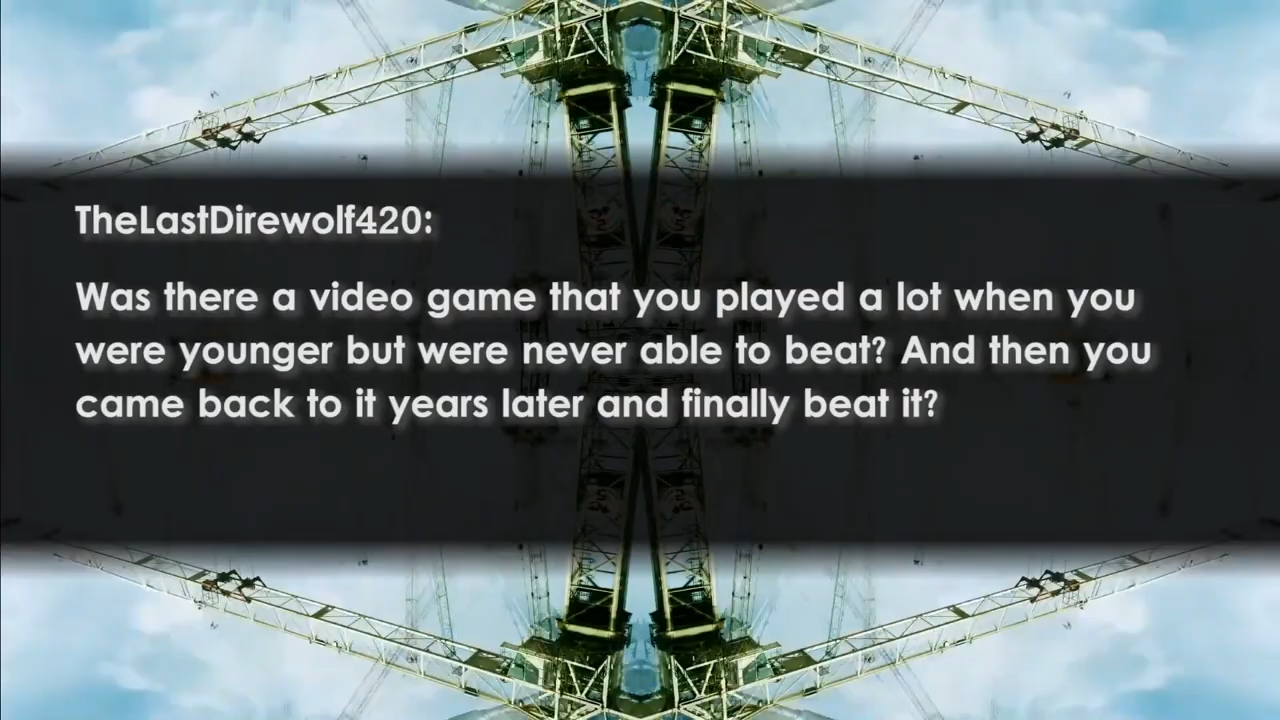 TheLastDirewolf420:
Was there a video game that you played a lot when you
were younger but were never able to beat? And then you
came back to it years later and finally beat it?